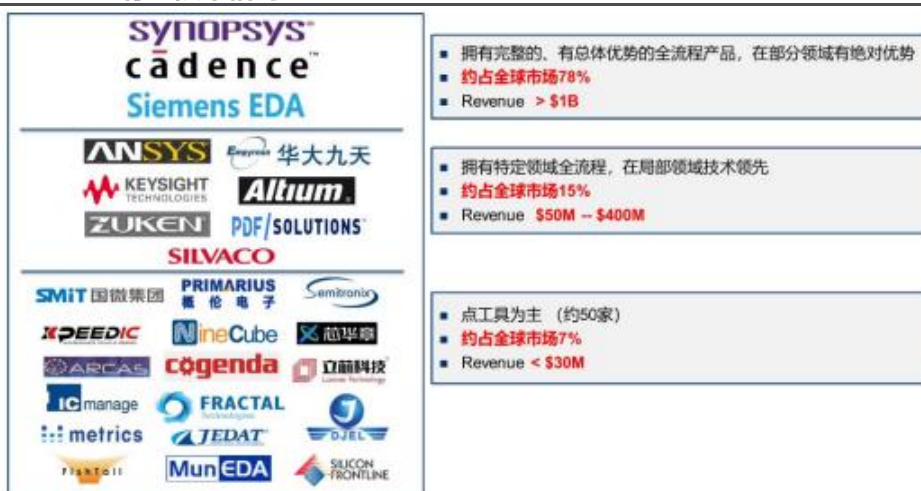 SYNOPSYS
cādence
Siemens EDA
ANSYS Empyrean 华大九天
KEYSIGHT TECHNOLOGIES Altium
ZUKEN PDF/SOLUTIONS
SILVACO
SMiT 国微集团 PRIMARIUS 概伦电子 Semitronix
XPEEDIC NineCube 芯华章
ARCAS cogenda 立芯科技
IC manage FRACTAL Technologies
metrics JEDAT DJEL
MunEDA SILICON FRONTLINE
■ 拥有完整的、有总体优势的全流程产品，在部分领域有绝对优势
■ 约占全球市场78%
■ Revenue > $1B
■ 拥有特定领域全流程，在局部领域技术领先
■ 约占全球市场15%
■ Revenue $50M -- $400M
■ 点工具为主 （约50家）
■ 约占全球市场7%
■ Revenue < $30M